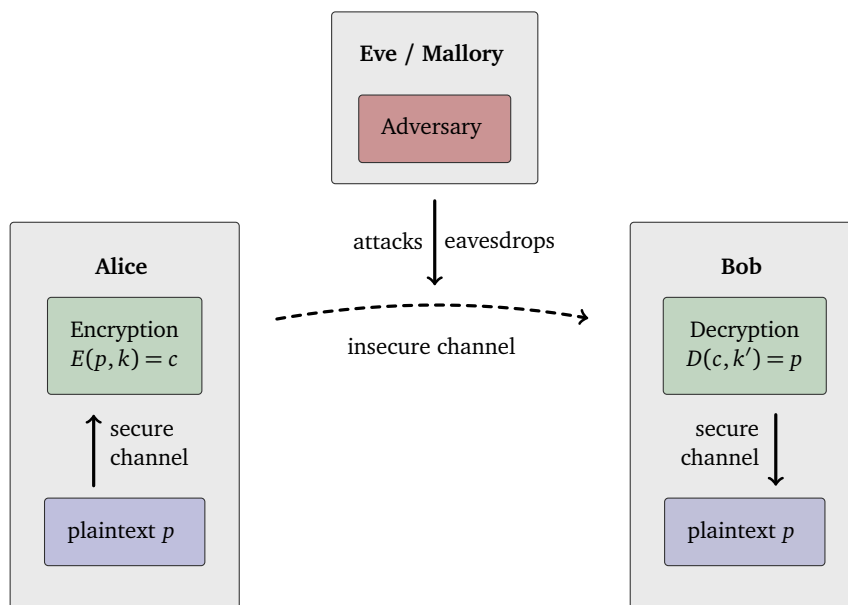 Eve / Mallory
Adversary
attacks
eavesdrops
Alice
Encryption
E(p, k) = c
secure
channel
plaintext p
insecure channel
Bob
Decryption
D(c, k′) = p
secure
channel
plaintext p